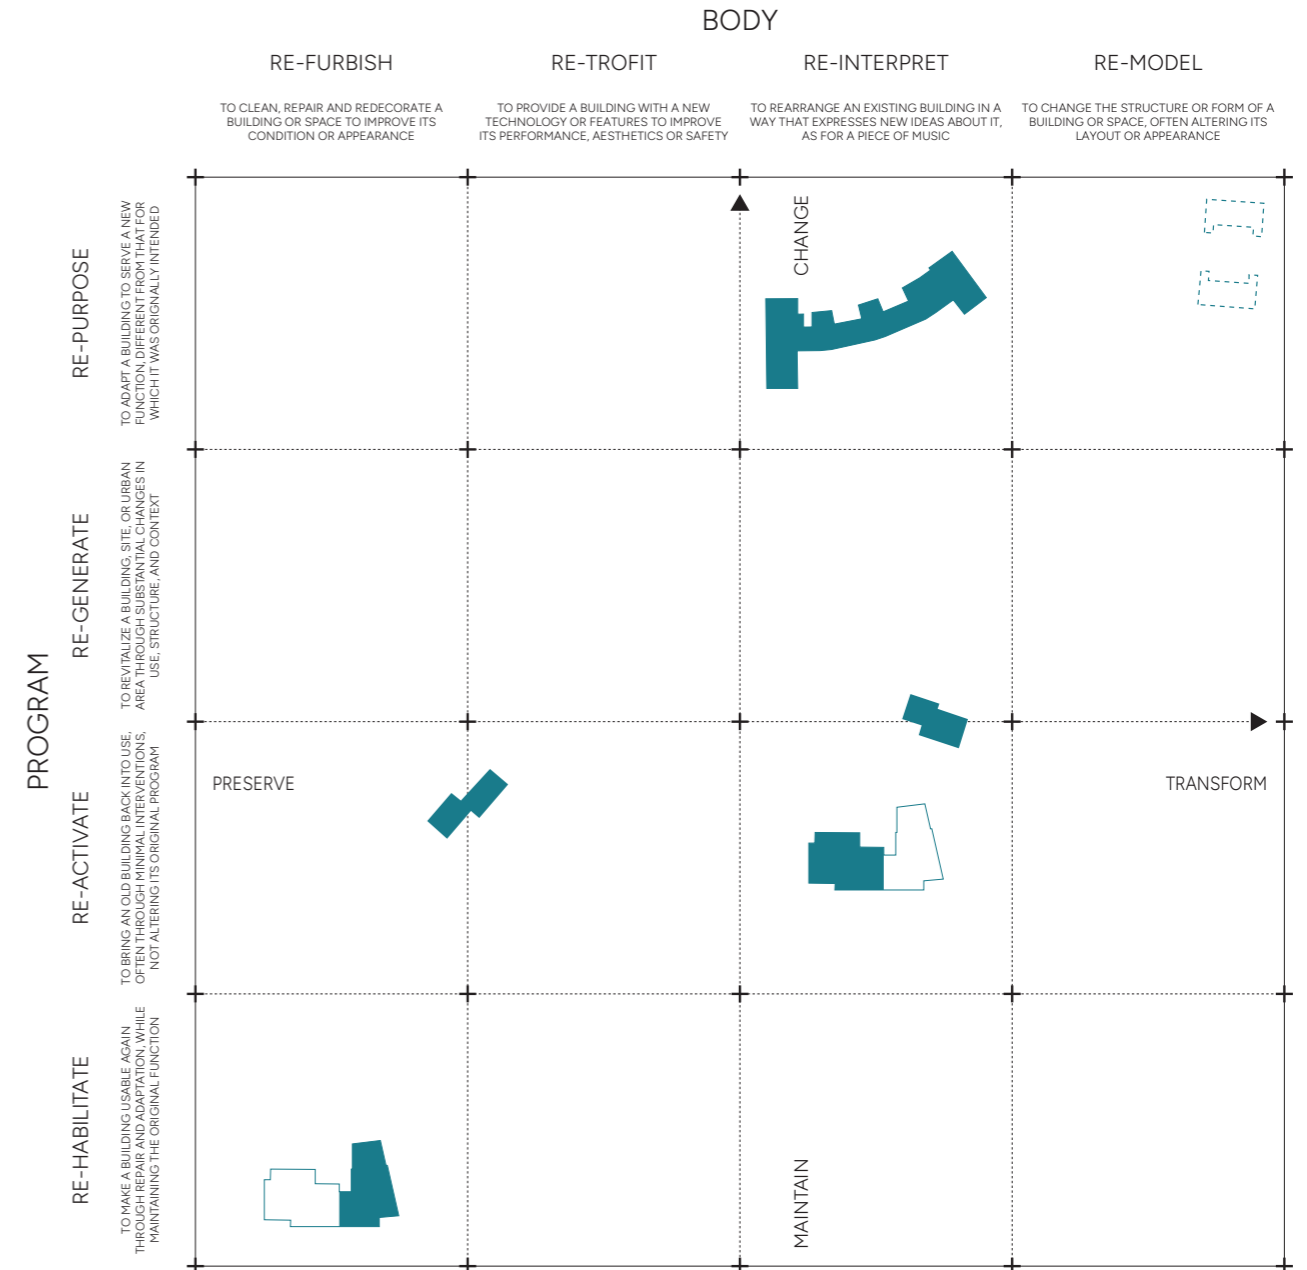 BODY
RE-FURBISH
RE-TROFIT
RE-INTERPRET
RE-MODEL
TO CLEAN, REPAIR AND REDECORATE A
BUILDING OR SPACE TO IMPROVE ITS
CONDITION OR APPEARANCE
TO PROVIDE A BUILDING WITH A NEW
TECHNOLOGY OR FEATURES TO IMPROVE
ITS PERFORMANCE, AESTHETICS OR SAFETY
TO REARRANGE AN EXISTING BUILDING IN A
WAY THAT EXPRESSES NEW IDEAS ABOUT IT,
AS FOR A PIECE OF MUSIC
TO CHANGE THE STRUCTURE OR FORM OF A
BUILDING OR SPACE, OFTEN ALTERING ITS
LAYOUT OR APPEARANCE
PROGRAM
RE-PURPOSE
TO ADAPT A BUILDING TO SERVE A NEW
FUNCTION, DIFFERENT FROM THAT FOR
WHICH IT WAS ORIGINALLY INTENDED
CHANGE
RE-GENERATE
TO REVITALIZE A BUILDING, SITE, OR URBAN
AREA THROUGH SUBSTANTIAL CHANGES IN
USE, STRUCTURE, AND CONTEXT
RE-ACTIVATE
TO BRING AN OLD BUILDING BACK INTO USE,
OFTEN THROUGH MINIMAL INTERVENTIONS,
NOT ALTERING ITS ORIGINAL PROGRAM
PRESERVE
TRANSFORM
RE-HABILITATE
TO MAKE A BUILDING USABLE AGAIN
THROUGH REPAIR AND ADAPTATION, WHILE
MAINTAINING THE ORIGINAL FUNCTION
MAINTAIN